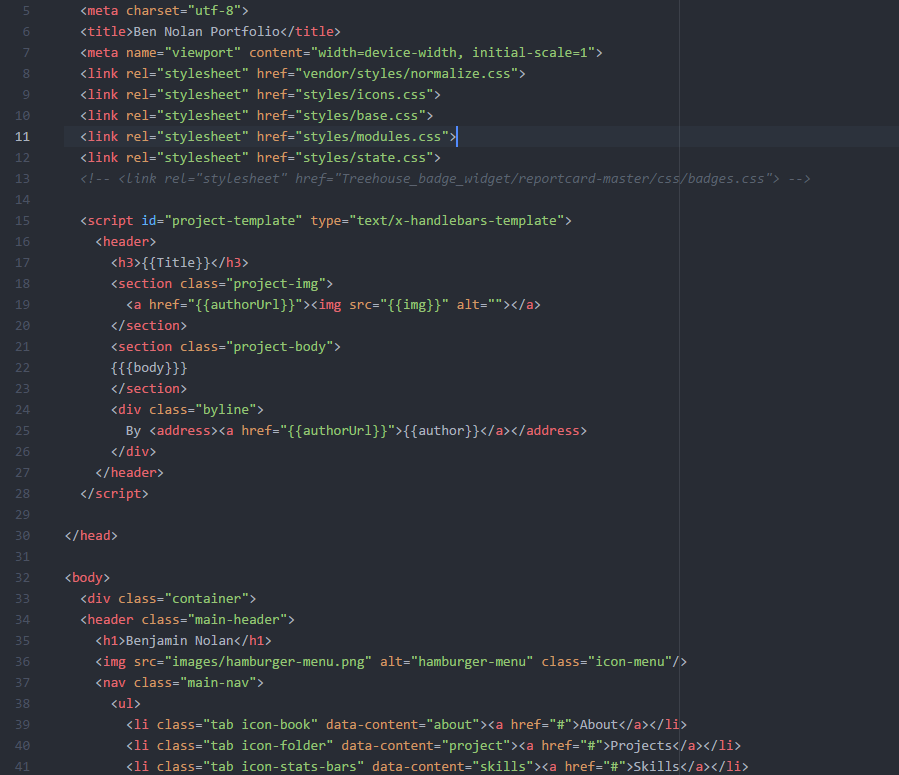 5 <meta charset="utf-8">
6 <title>Ben Nolan Portfolio</title>
7 <meta name="viewport" content="width=device-width, initial-scale=1">
8 <link rel="stylesheet" href="vendor/styles/normalize.css">
9 <link rel="stylesheet" href="styles/icons.css">
10 <link rel="stylesheet" href="styles/base.css">
11 <link rel="stylesheet" href="styles/modules.css">
12 <link rel="stylesheet" href="styles/state.css">
13 <!-- <link rel="stylesheet" href="Treehouse_badge_widget/reportcard-master/css/badges.css"> -->
14
15 <script id="project-template" type="text/x-handlebars-template">
16 <header>
17 <h3>{{Title}}</h3>
18 <section class="project-img">
19 <a href="{{authorUrl}}"><img src="{{img}}" alt=""></a>
20 </section>
21 <section class="project-body">
22 {{{body}}}
23 </section>
24 <div class="byline">
25 By <address><a href="{{authorUrl}}">{{author}}</a></address>
26 </div>
27 </header>
28 </script>
29
30 </head>
31
32 <body>
33 <div class="container">
34 <header class="main-header">
35 <h1>Benjamin Nolan</h1>
36 <img src="images/hamburger-menu.png" alt="hamburger-menu" class="icon-menu"/>
37 <nav class="main-nav">
38 <ul>
39 <li class="tab icon-book" data-content="about"><a href="#">About</a></li>
40 <li class="tab icon-folder" data-content="project"><a href="#">Projects</a></li>
41 <li class="tab icon-stats-bars" data-content="skills"><a href="#">Skills</a></li>